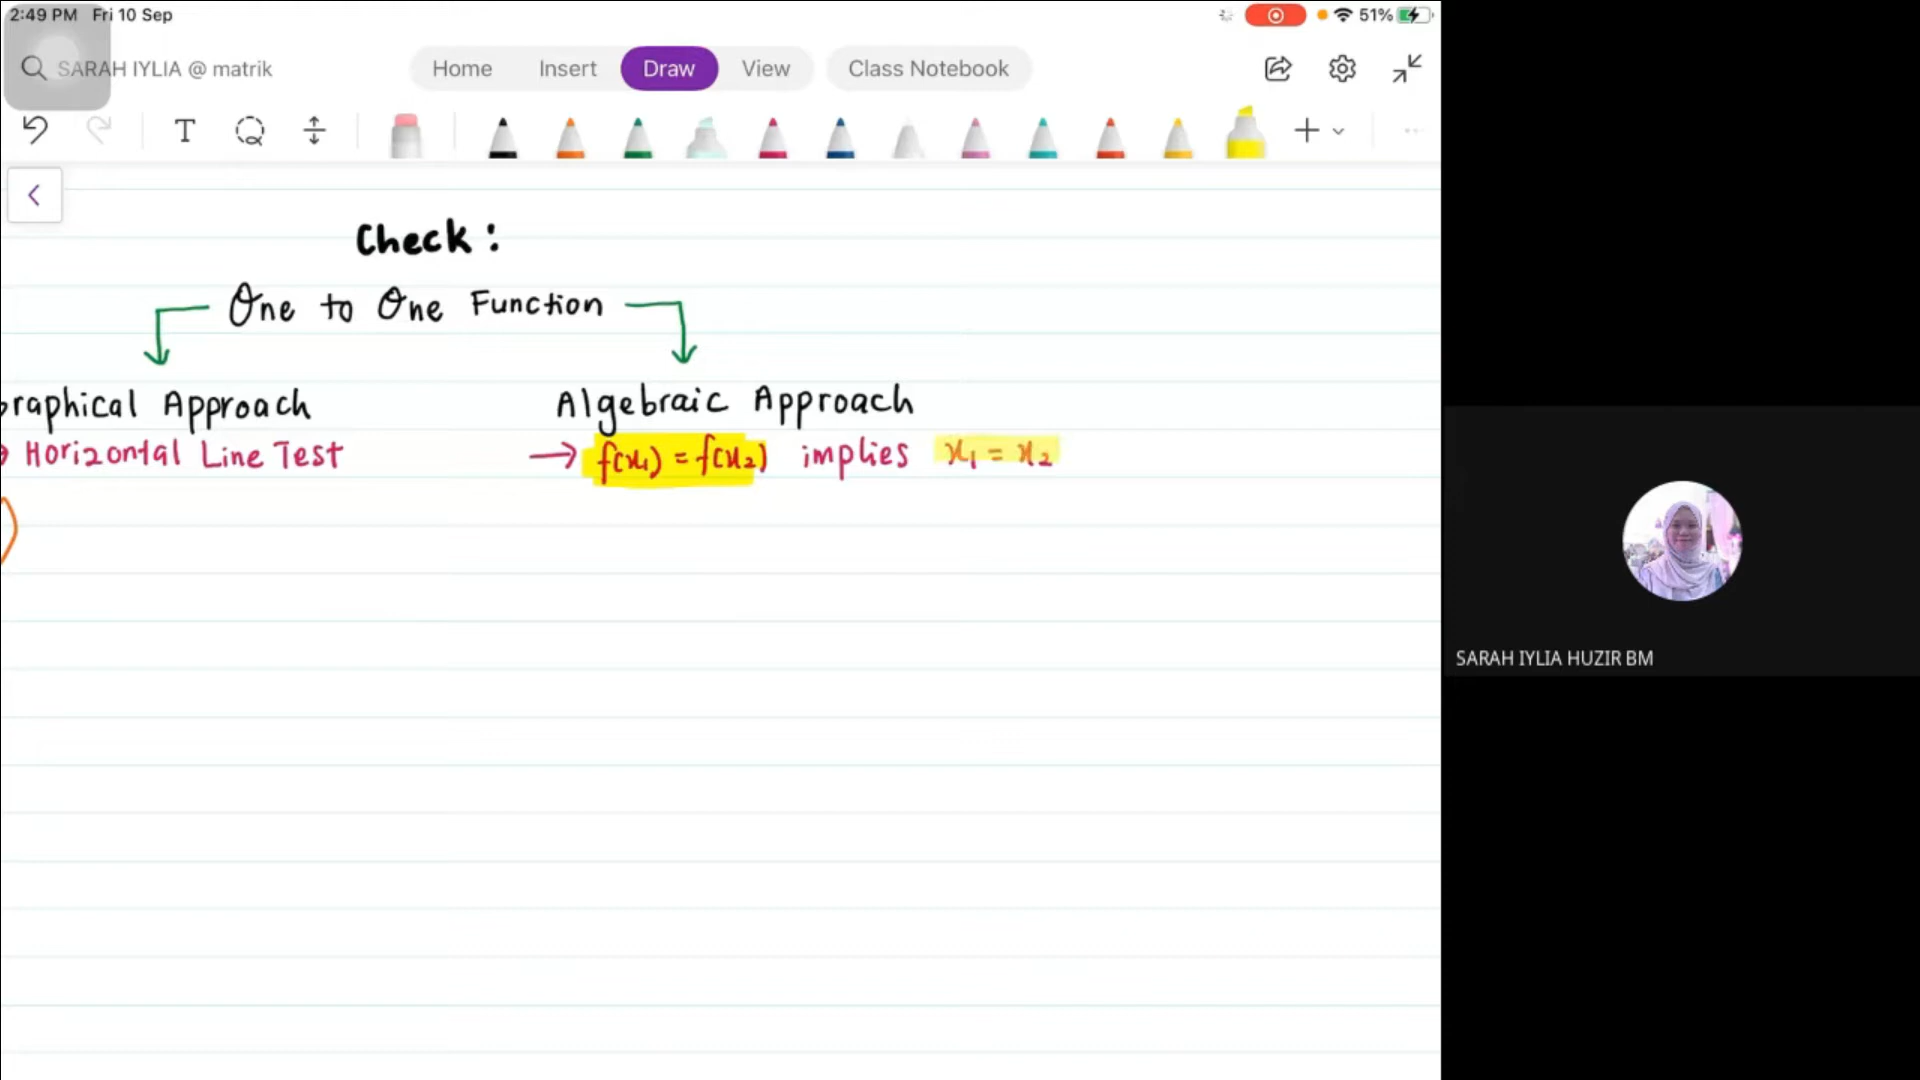 2:49 PM Fri 10 Sep 51%
SARAH IYLIA @ matrik Home Insert Draw View Class Notebook
T
Check:
One to One Function
raphical Approach Algebraic Approach
Horizontal Line Test → f(x₁) = f(x₂) implies x₁ = x₂
SARAH IYLIA HUZIR BM